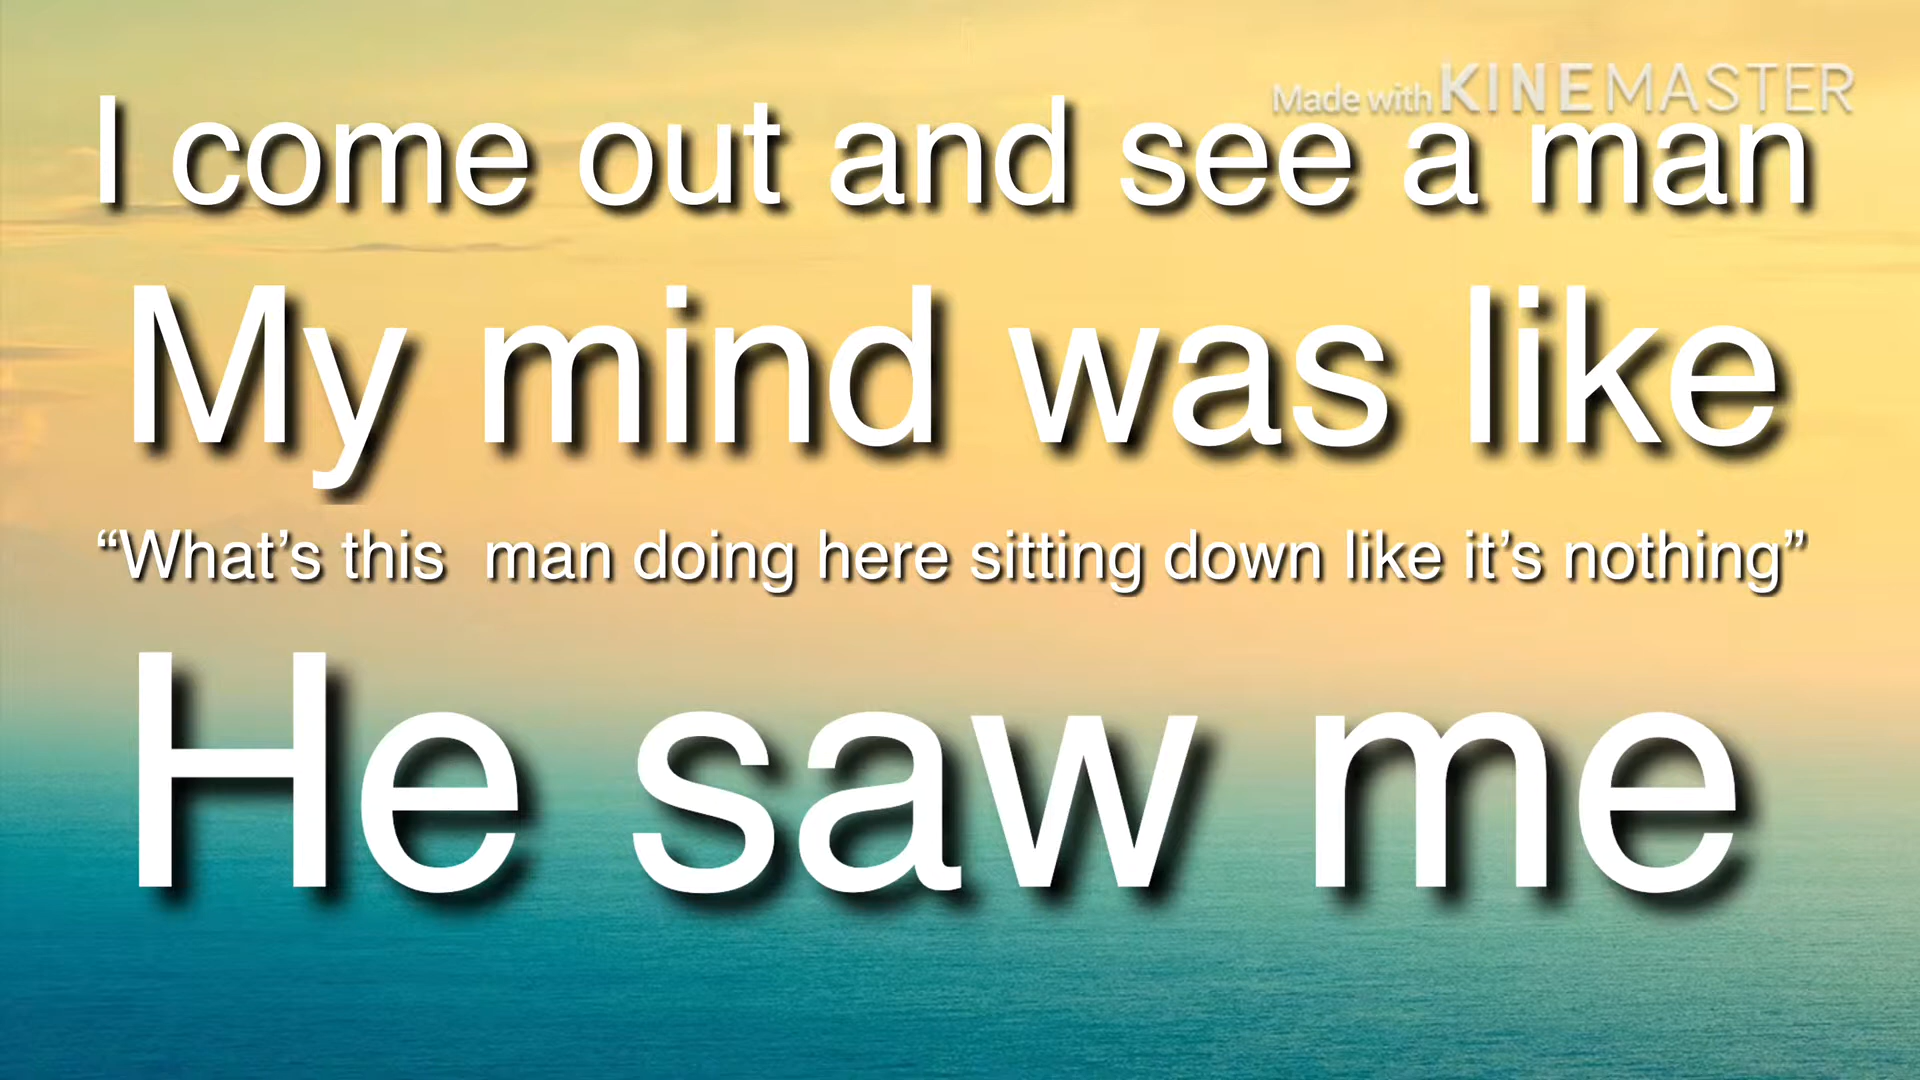 Made with KINEMASTER
I come out and see a man
My mind was like
“What’s this  man doing here sitting down like it’s nothing”
He saw me